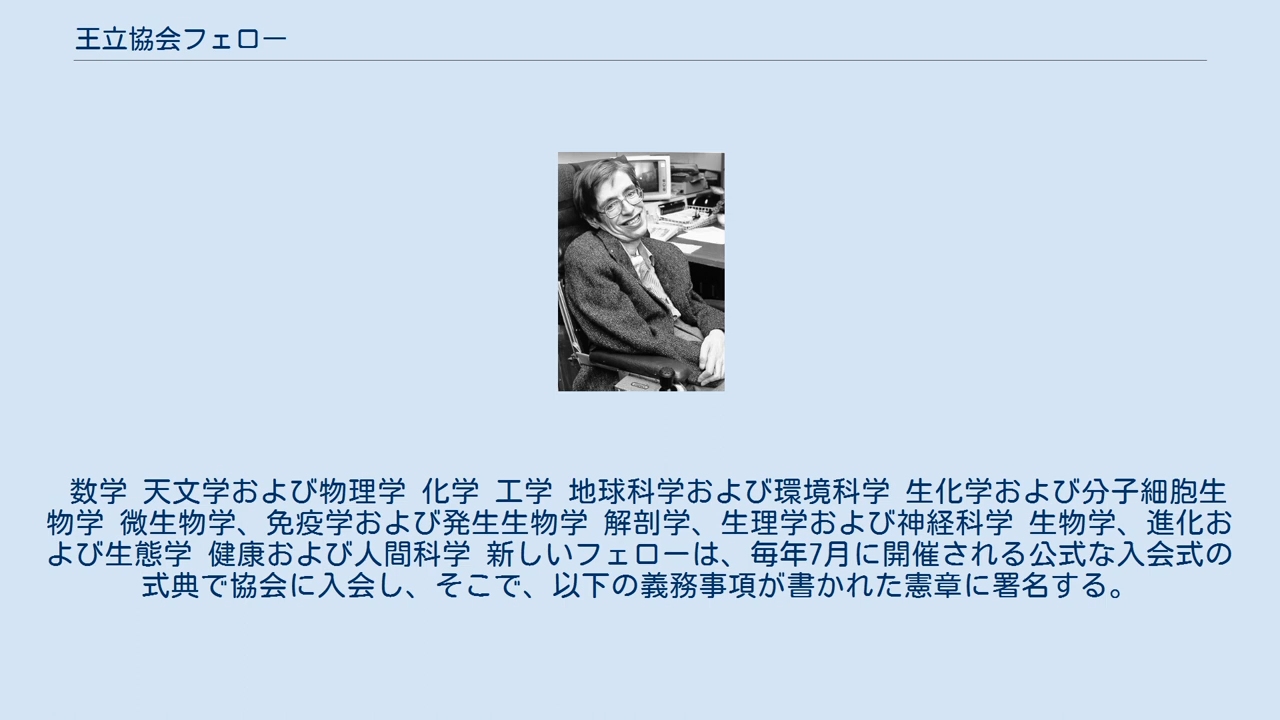 王立協会フェロー
数学 天文学および物理学 化学 工学 地球科学および環境科学 生化学および分子細胞生
物学 微生物学、免疫学および発生生物学 解剖学、生理学および神経科学 生物学、進化お
よび生態学 健康および人間科学 新しいフェローは、毎年7月に開催される公式な入会式の
式典で協会に入会し、そこで、以下の義務事項が書かれた憲章に署名する。